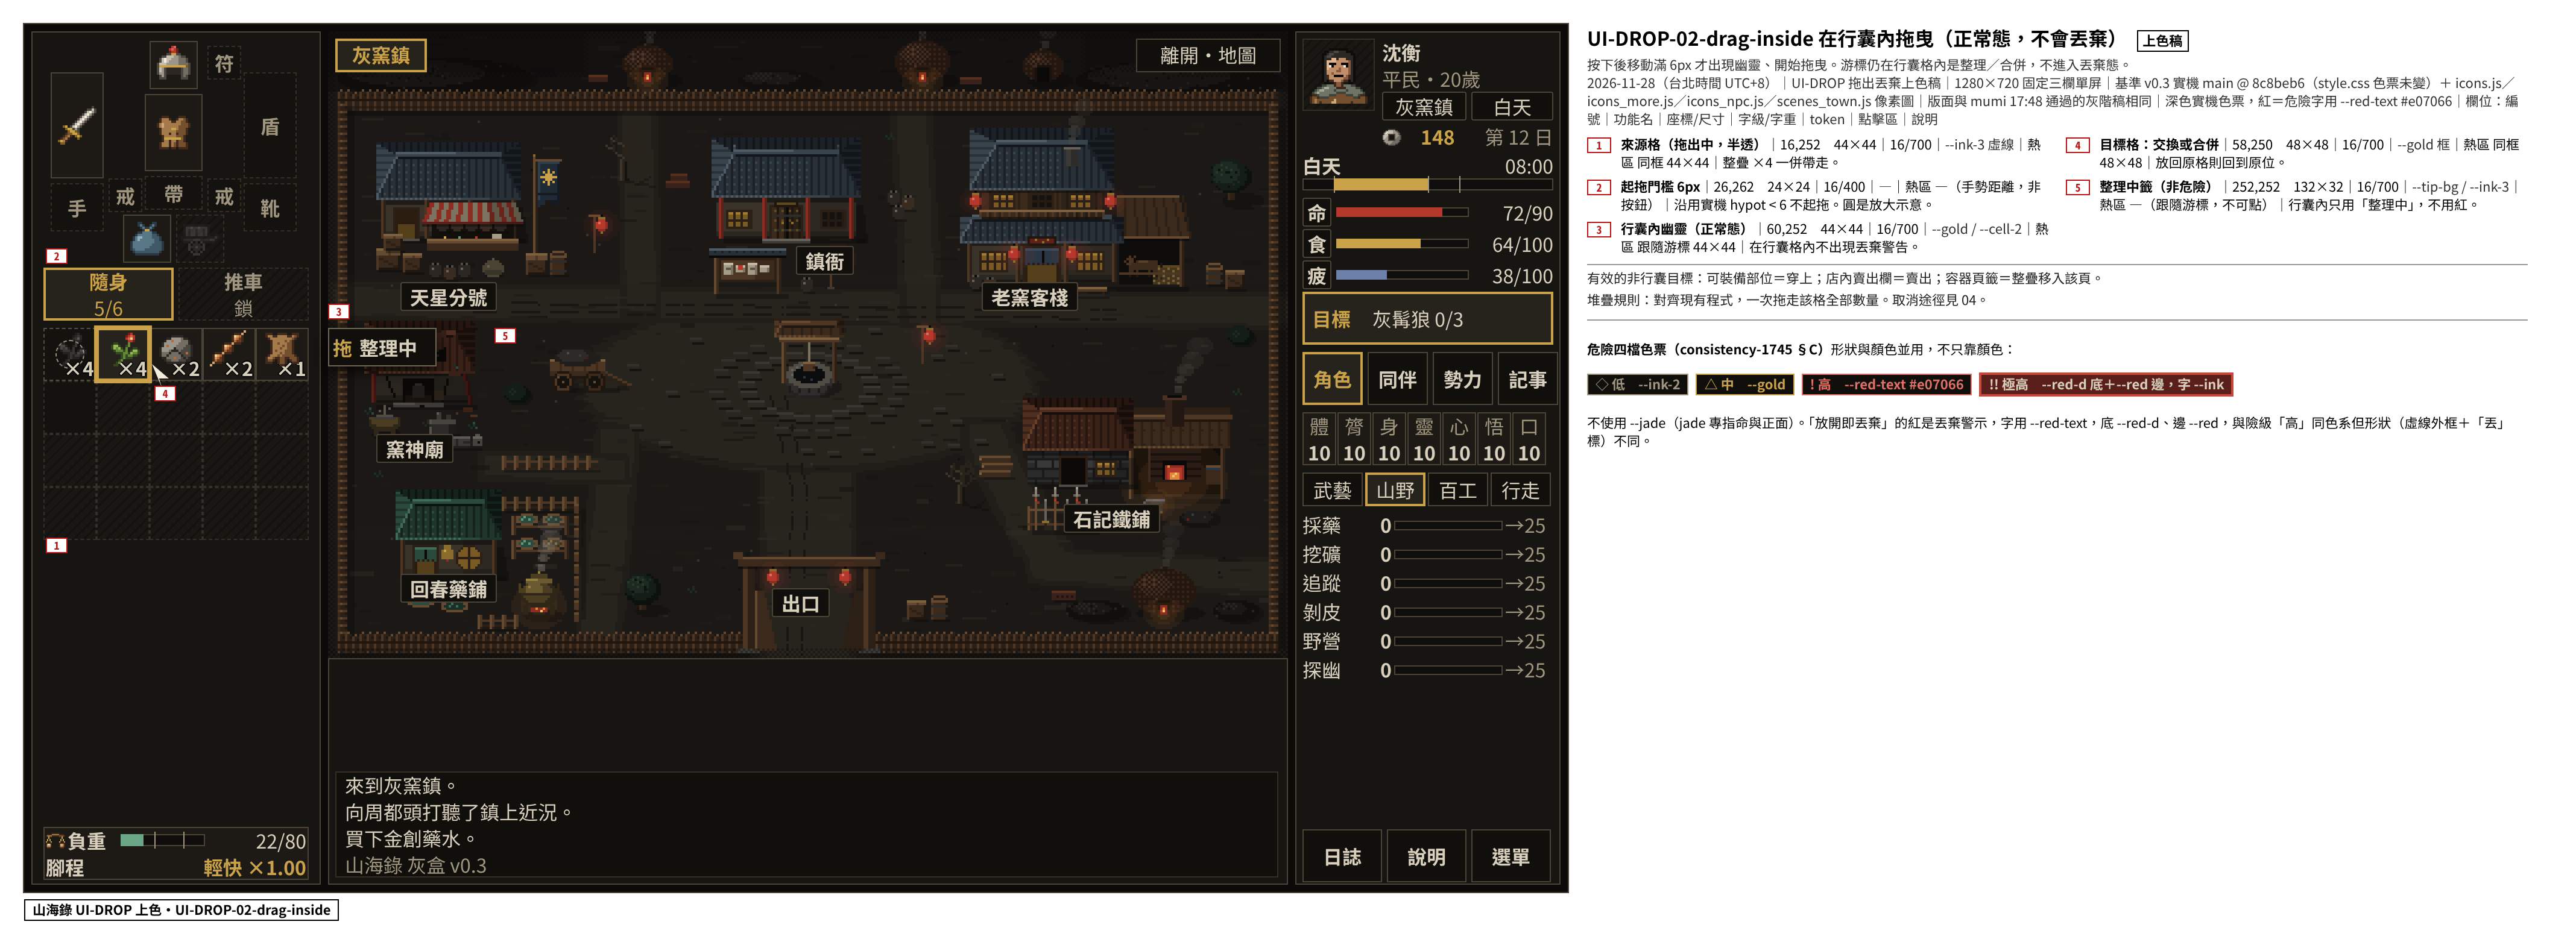 符
盾
手
戒
帶
戒
靴
2
隨身
5/6
推車
鎖
3
×4
×4
×2
×2
×1
4
1
負重
22/80
腳程
輕快 ×1.00
灰窯鎮
離開・地圖
天星分號
鎮衙
老窯客棧
拖 整理中
5
窯神廟
石記鐵鋪
回春藥鋪
出口
來到灰窯鎮。
向周都頭打聽了鎮上近況。
買下金創藥水。
山海錄 灰盒 v0.3
沈衡
平民・20歲
灰窯鎮
白天
148
第 12 日
白天
08:00
命
72/90
食
64/100
疲
38/100
目標 灰髯狼 0/3
角色
同伴
勢力
記事
體 膂 身 靈 心 悟 口
10 10 10 10 10 10 10
武藝
山野
百工
行走
採藥 0 →25
挖礦 0 →25
追蹤 0 →25
剝皮 0 →25
野營 0 →25
探幽 0 →25
日誌
說明
選單
山海錄 UI-DROP 上色・UI-DROP-02-drag-inside
UI-DROP-02-drag-inside 在行囊內拖曳（正常態，不會丟棄） 上色稿
按下後移動滿 6px 才出現幽靈、開始拖曳。游標仍在行囊格內是整理／合併，不進入丟棄態。
2026-11-28（台北時間 UTC+8）｜UI-DROP 拖出丟棄上色稿｜1280×720 固定三欄單屏｜基準 v0.3 實機 main @ 8c8beb6（style.css 色票未變）＋ icons.js／
icons_more.js／icons_npc.js／scenes_town.js 像素圖｜版面與 mumi 17:48 通過的灰階稿相同｜深色實機色票，紅＝危險字用 --red-text #e07066｜欄位：編
號｜功能名｜座標/尺寸｜字級/字重｜token｜點擊區｜說明
1 來源格（拖出中，半透）｜16,252 44×44｜16/700｜--ink-3 虛線｜熱
區 同框 44×44｜整疊 ×4 一併帶走。
2 起拖門檻 6px｜26,262 24×24｜16/400｜—｜熱區 —（手勢距離，非
按鈕）｜沿用實機 hypot < 6 不起拖。圓是放大示意。
3 行囊內幽靈（正常態）｜60,252 44×44｜16/700｜--gold / --cell-2｜熱
區 跟隨游標 44×44｜在行囊格內不出現丟棄警告。
4 目標格：交換或合併｜58,250 48×48｜16/700｜--gold 框｜熱區 同框
48×48｜放回原格則回到原位。
5 整理中籤（非危險）｜252,252 132×32｜16/700｜--tip-bg / --ink-3｜
熱區 —（跟隨游標，不可點）｜行囊內只用「整理中」，不用紅。
有效的非行囊目標：可裝備部位＝穿上；店內賣出欄＝賣出；容器頁籤＝整疊移入該頁。
堆疊規則：對齊現有程式，一次拖走該格全部數量。取消途徑見 04。
危險四檔色票（consistency-1745 §C）形狀與顏色並用，不只靠顏色：
◇ 低 --ink-2
△ 中 --gold
! 高 --red-text #e07066
!! 極高 --red-d 底＋--red 邊，字 --ink
不使用 --jade（jade 專指命與正面）。「放開即丟棄」的紅是丟棄警示，字用 --red-text，底 --red-d、邊 --red，與險級「高」同色系但形狀（虛線外框＋「丟」
標）不同。